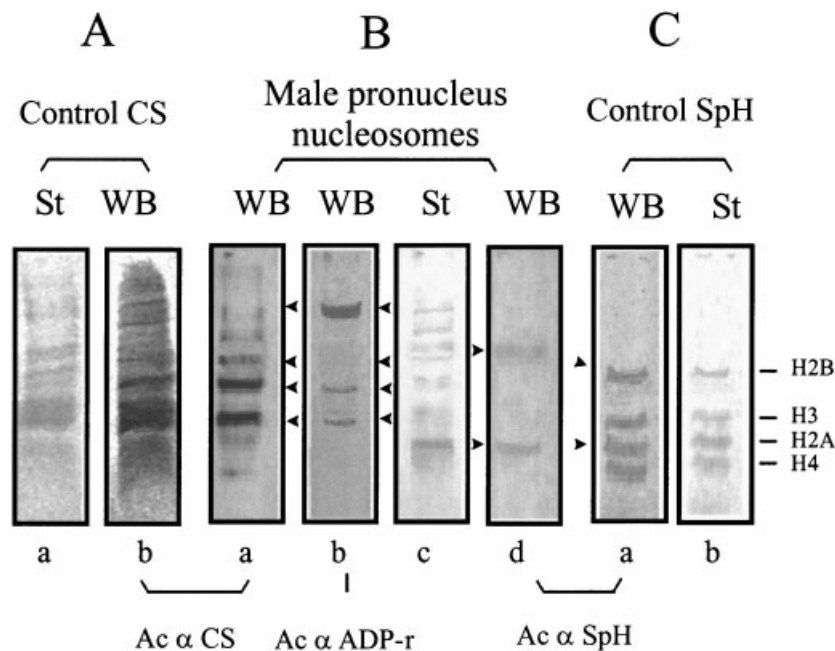 A B C
Control CS Male pronucleus nucleosomes Control SpH
St WB WB WB St WB WB St
H2B
H3
H2A
H4
a b a b c d a b
Ac α CS Ac α ADP-r Ac α SpH